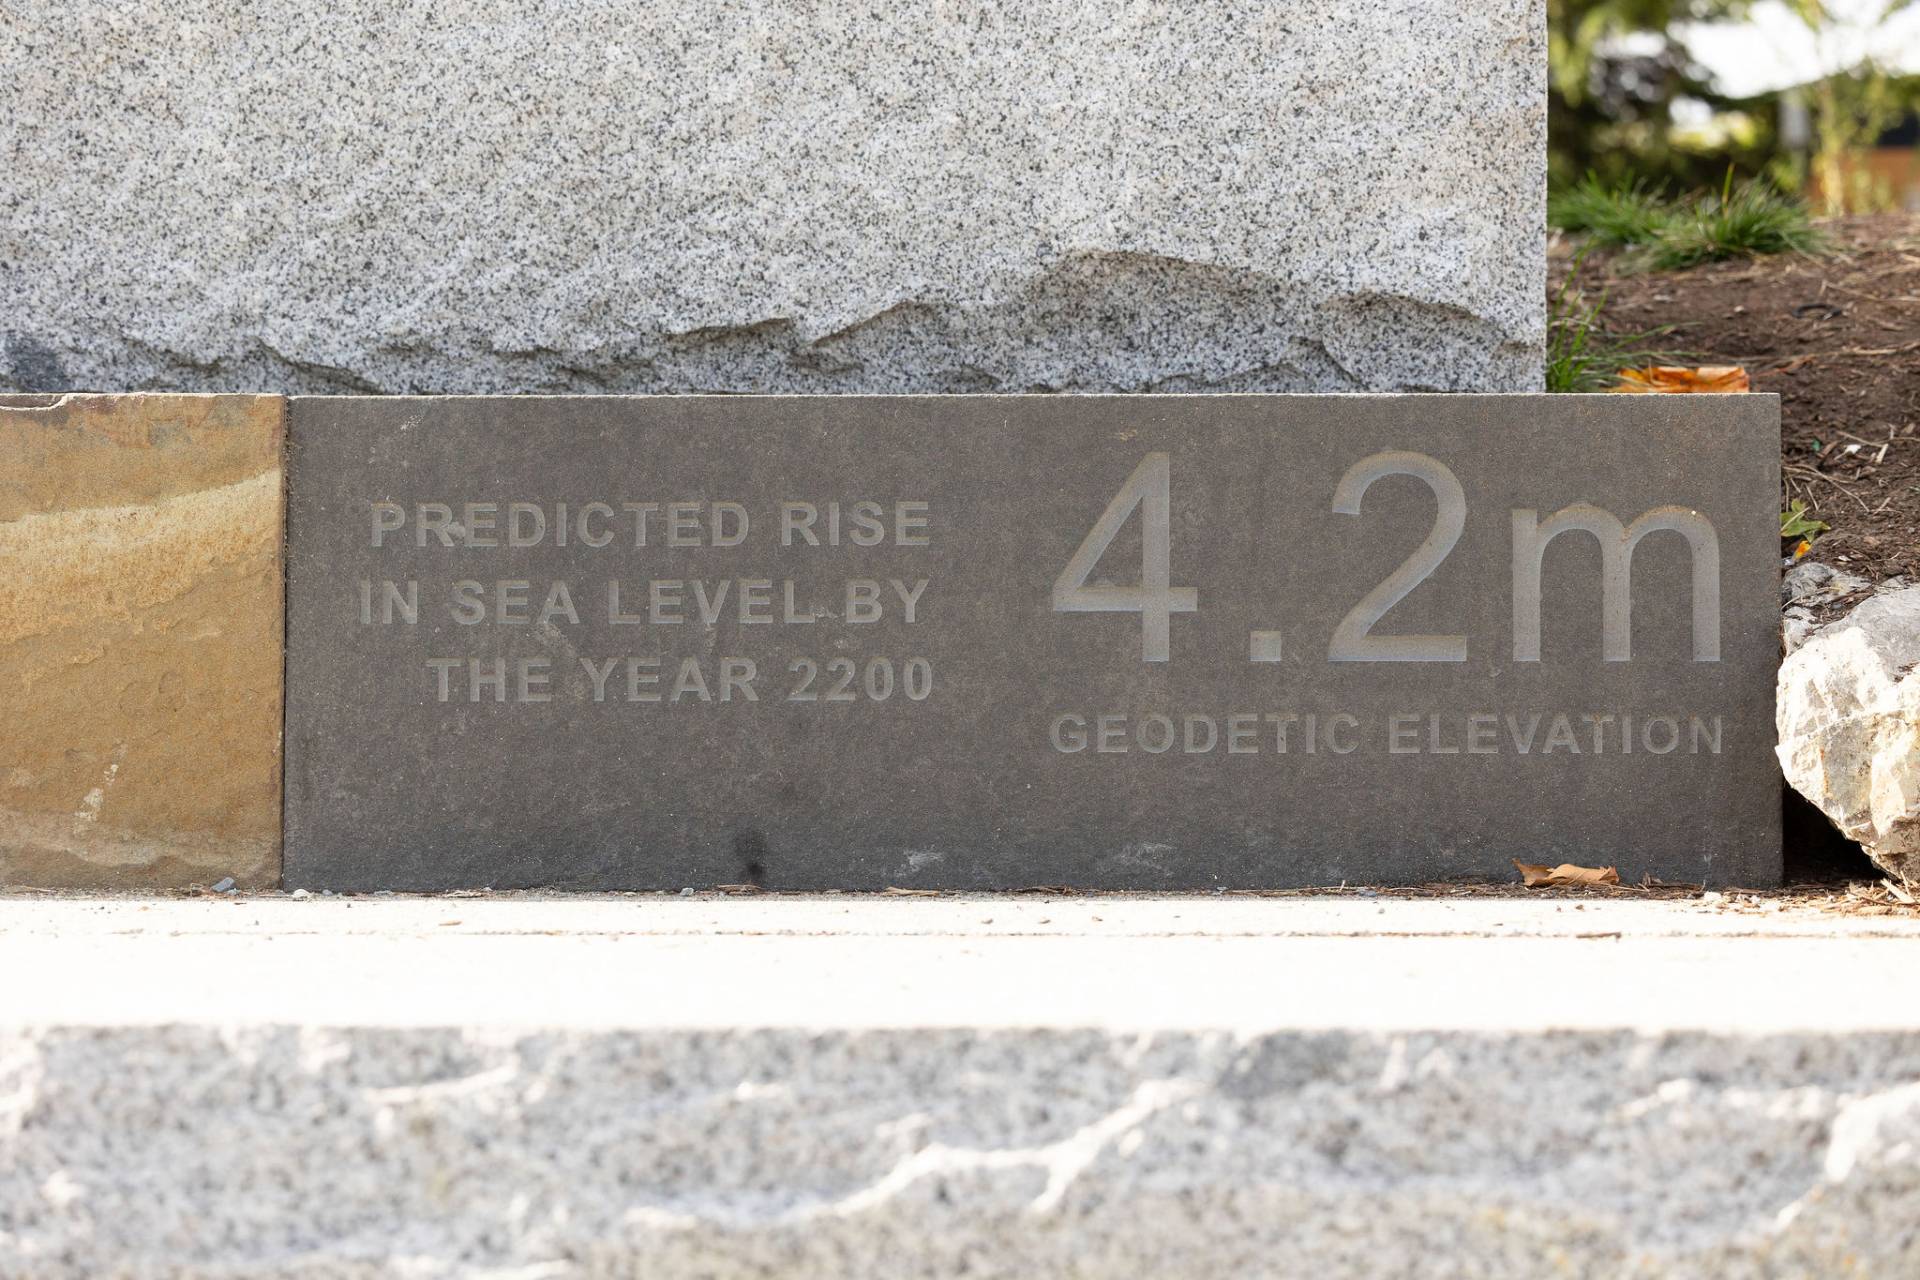 PREDICTED RISE
IN SEA LEVEL BY
THE YEAR 2200
4.2m
GEODETIC ELEVATION